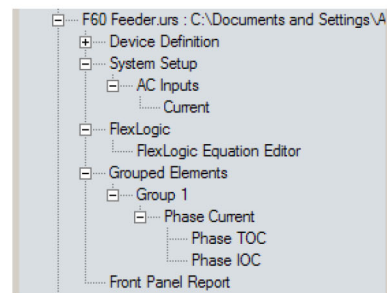 F60 Feeder.urs : C:\Documents and Settings\A
Device Definition
System Setup
AC Inputs
Current
FlexLogic
FlexLogic Equation Editor
Grouped Elements
Group 1
Phase Current
Phase TOC
Phase IOC
Front Panel Report